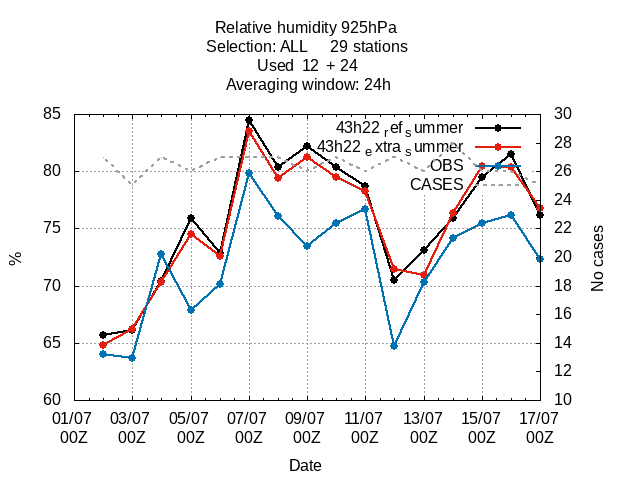 Relative humidity 925hPa
Selection: ALL 29 stations
Used 12 + 24
Averaging window: 24h
85 30
43h22 ref summer
28
43h22 extra summer
80 OBS 26
CASES
24
75 22
%
20
No cases
70 18
16
65 14
12
60 10
01/07 03/07 05/07 07/07 09/07 11/07 13/07 15/07 17/07
00Z 00Z 00Z 00Z 00Z 00Z 00Z 00Z 00Z
Date